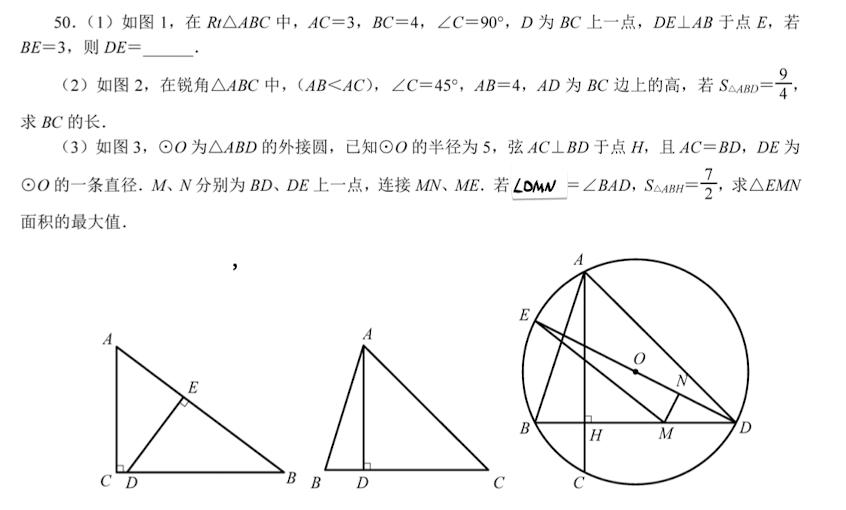 50.（1）如图 1，在 Rt△ABC 中，AC＝3，BC＝4，∠C＝90°，D 为 BC 上一点，DE⊥AB 于点 E，若
BE＝3，则 DE＝______．
（2）如图 2，在锐角△ABC 中，（AB＜AC），∠C＝45°，AB＝4，AD 为 BC 边上的高，若 S△ABD＝9/4，
求 BC 的长．
（3）如图 3，⊙O 为△ABD 的外接圆，已知⊙O 的半径为 5，弦 AC⊥BD 于点 H，且 AC＝BD，DE 为
⊙O 的一条直径．M、N 分别为 BD、DE 上一点，连接 MN、ME．若 ∠DMN ＝∠BAD，S△ABH＝7/2，求△EMN
面积的最大值．
,
A
E
C D B
A
B D C
A
E
O
N
B H M D
C